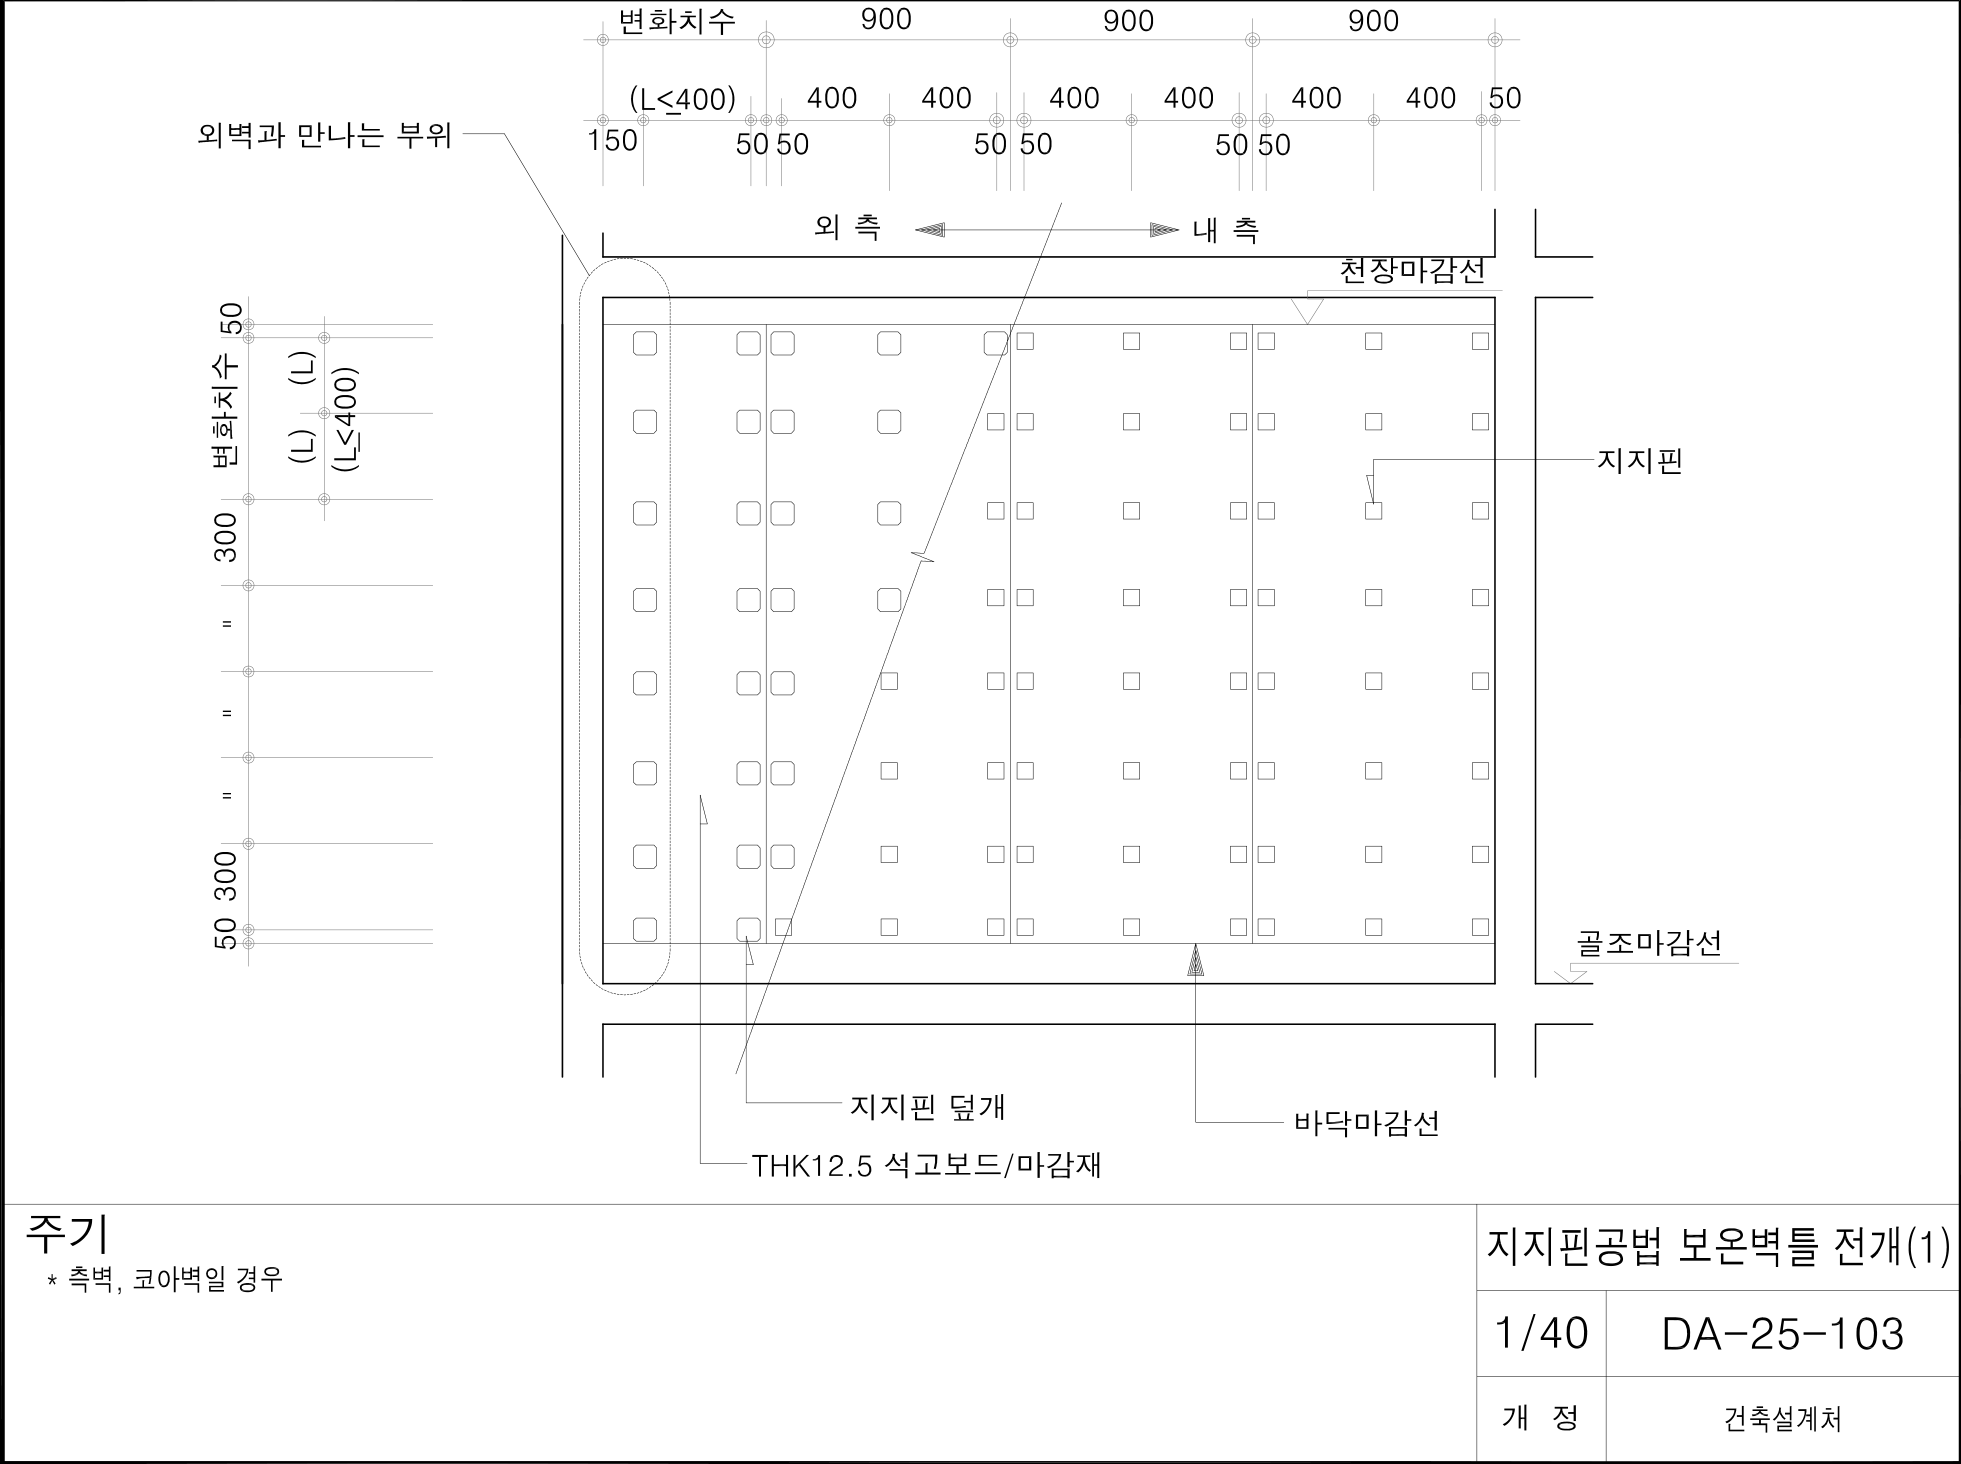 변화치수 900 900 900
(L≤400) 400 400 400 400 400 400 50
150 50 50 50 50 50 50
외벽과 만나는 부위
외 측 내 측
천장마감선
50
변화치수
(L)
(L)
(L≤400)
300
=
=
=
300
50
지지핀
골조마감선
지지핀 덮개
바닥마감선
THK12.5 석고보드/마감재
주기
* 측벽, 코아벽일 경우
지지핀공법 보온벽틀 전개(1)
1/40 DA-25-103
개 정 건축설계처